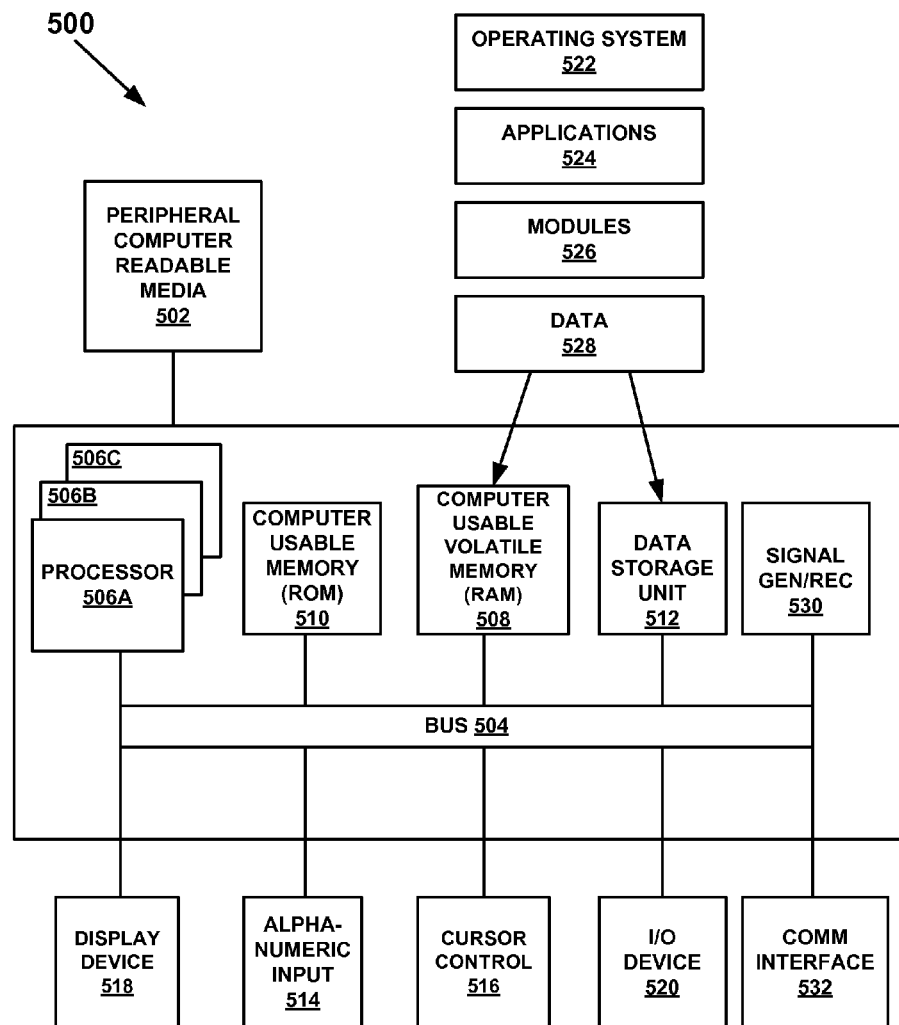 500
OPERATING SYSTEM
522
APPLICATIONS
524
MODULES
526
DATA
528
PERIPHERAL
COMPUTER
READABLE
MEDIA
502
506C
506B
PROCESSOR
506A
COMPUTER
USABLE
MEMORY
(ROM)
510
COMPUTER
USABLE
VOLATILE
MEMORY
(RAM)
508
DATA
STORAGE
UNIT
512
SIGNAL
GEN/REC
530
BUS 504
DISPLAY
DEVICE
518
ALPHA-
NUMERIC
INPUT
514
CURSOR
CONTROL
516
I/O
DEVICE
520
COMM
INTERFACE
532